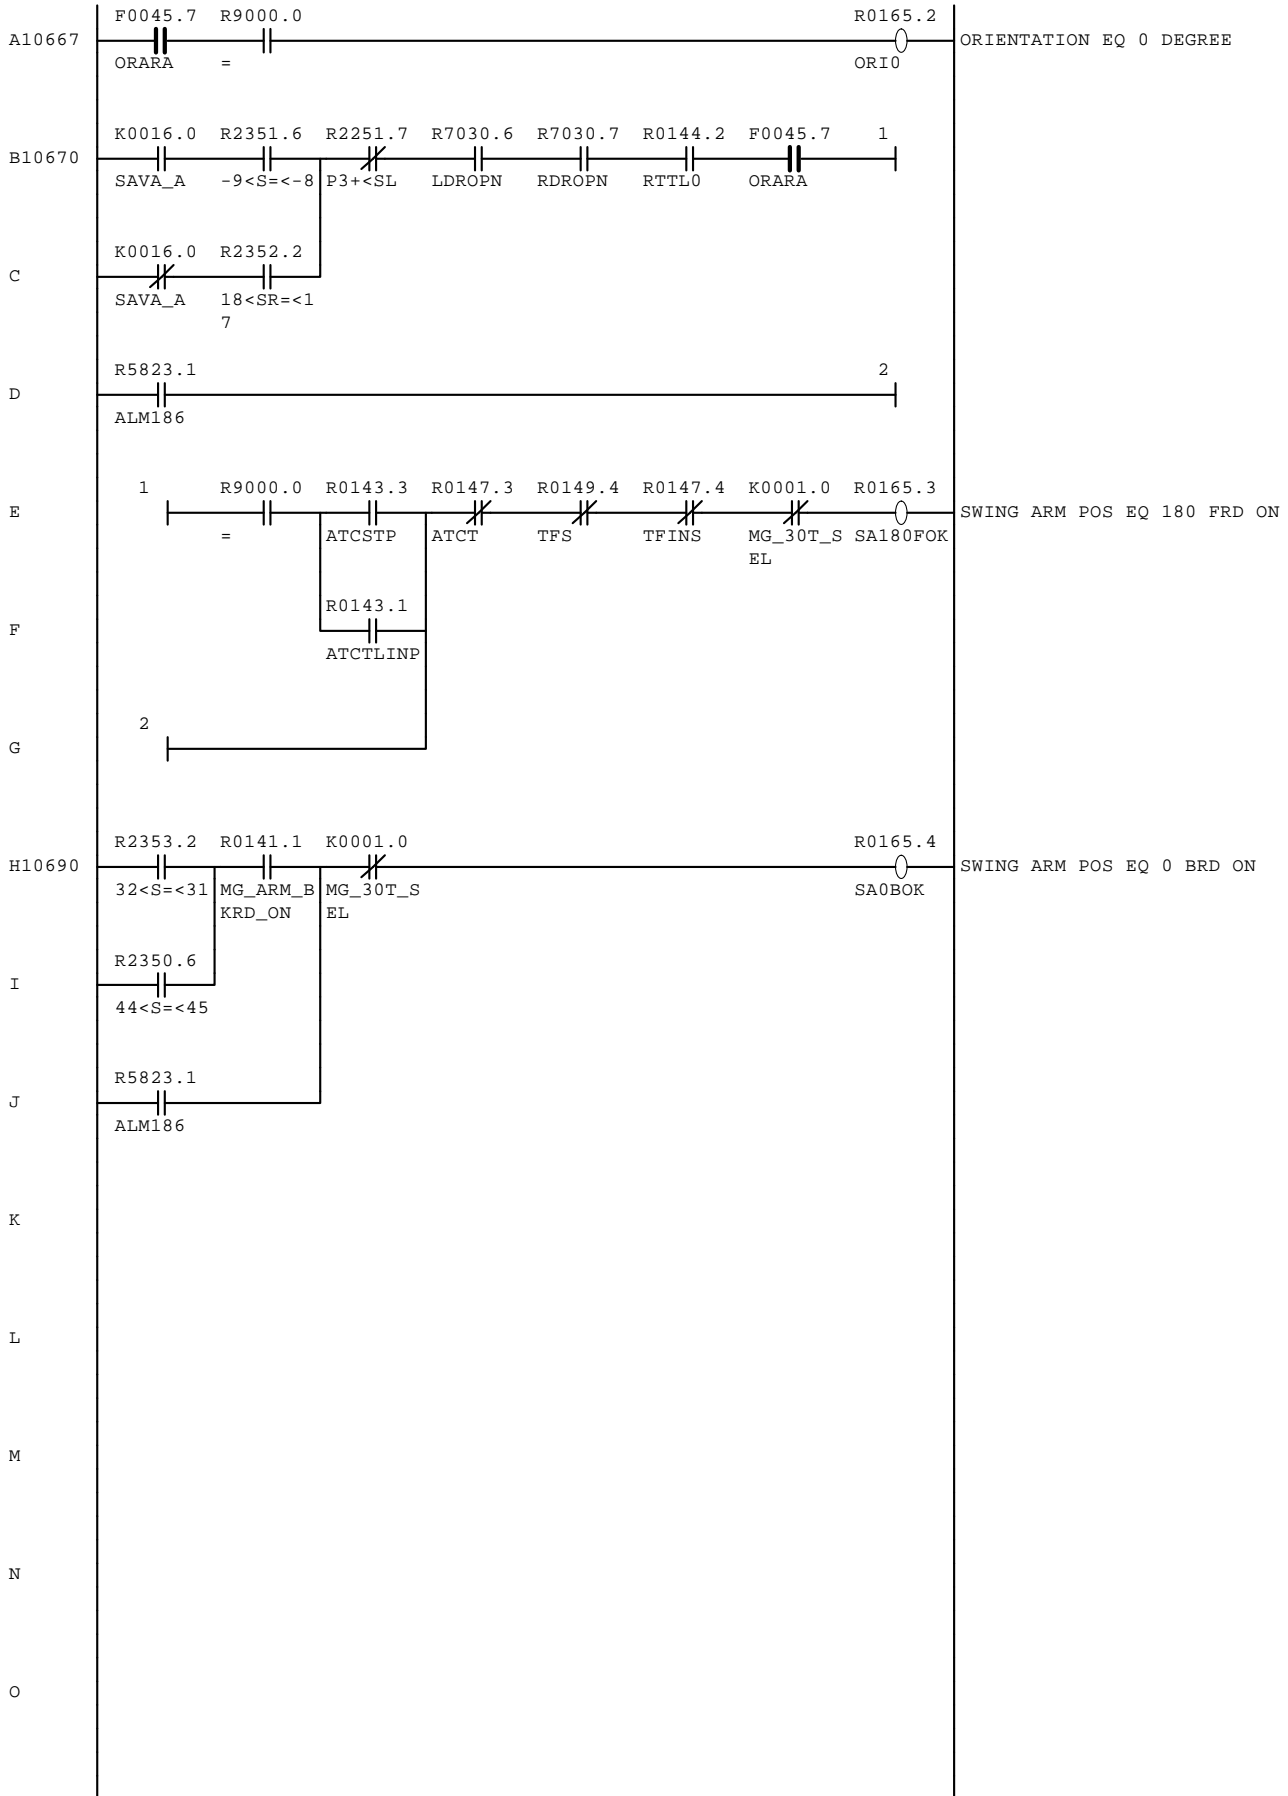 F0045.7 R9000.0 R0165.2
A10667 ORIENTATION EQ 0 DEGREE
ORARA = ORI0
K0016.0 R2351.6 R2251.7 R7030.6 R7030.7 R0144.2 F0045.7 1
B10670
SAVA_A -9<S=<-8 P3+<SL LDROPN RDROPN RTTL0 ORARA
K0016.0 R2352.2
C
SAVA_A 18<SR=<1
7
R5823.1 2
D
ALM186
1 R9000.0 R0143.3 R0147.3 R0149.4 R0147.4 K0001.0 R0165.3
E SWING ARM POS EQ 180 FRD ON
= ATCSTP ATCT TFS TFINS MG_30T_S SA180FOK
EL
R0143.1
F
ATCTLINP
2
G
R2353.2 R0141.1 K0001.0 R0165.4
H10690 SWING ARM POS EQ 0 BRD ON
32<S=<31 MG_ARM_B MG_30T_S SA0BOK
KRD_ON EL
R2350.6
I
44<S=<45
R5823.1
J
ALM186
K
L
M
N
O